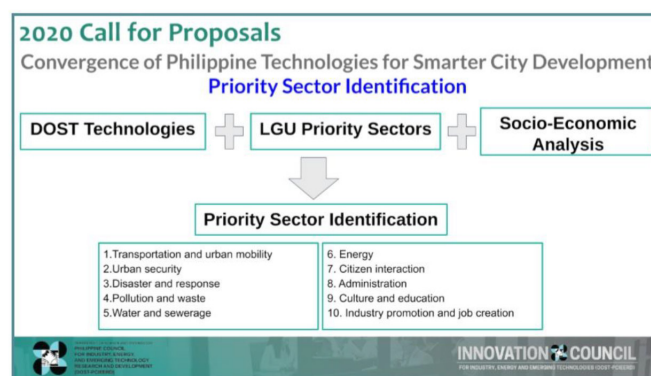 2020 Call for Proposals
Convergence of Philippine Technologies for Smarter City Development
Priority Sector Identification
DOST Technologies
LGU Priority Sectors
Socio-Economic
Analysis
Priority Sector Identification
1.Transportation and urban mobility
2.Urban security
3.Disaster and response
4.Pollution and waste
5.Water and sewerage
6. Energy
7. Citizen interaction
8. Administration
9. Culture and education
10. Industry promotion and job creation
PHILIPPINE COUNCIL
FOR INDUSTRY, ENERGY
AND EMERGING TECHNOLOGY
RESEARCH AND DEVELOPMENT
(DOST-PCIEERD)
INNOVATION COUNCIL
FOR INDUSTRY, ENERGY AND EMERGING TECHNOLOGIES (DOST-PCIEERD)